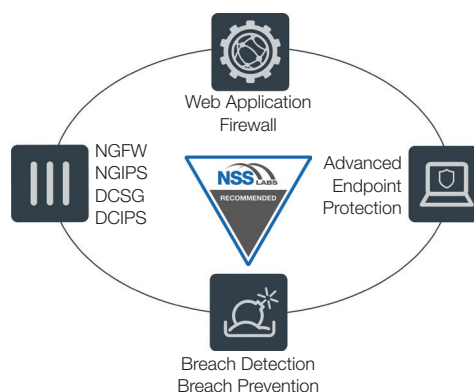 Web Application
Firewall
NGFW
NGIPS
DCSG
DCIPS
NSS
LABS
RECOMMENDED
Advanced
Endpoint
Protection
Breach Detection
Breach Prevention